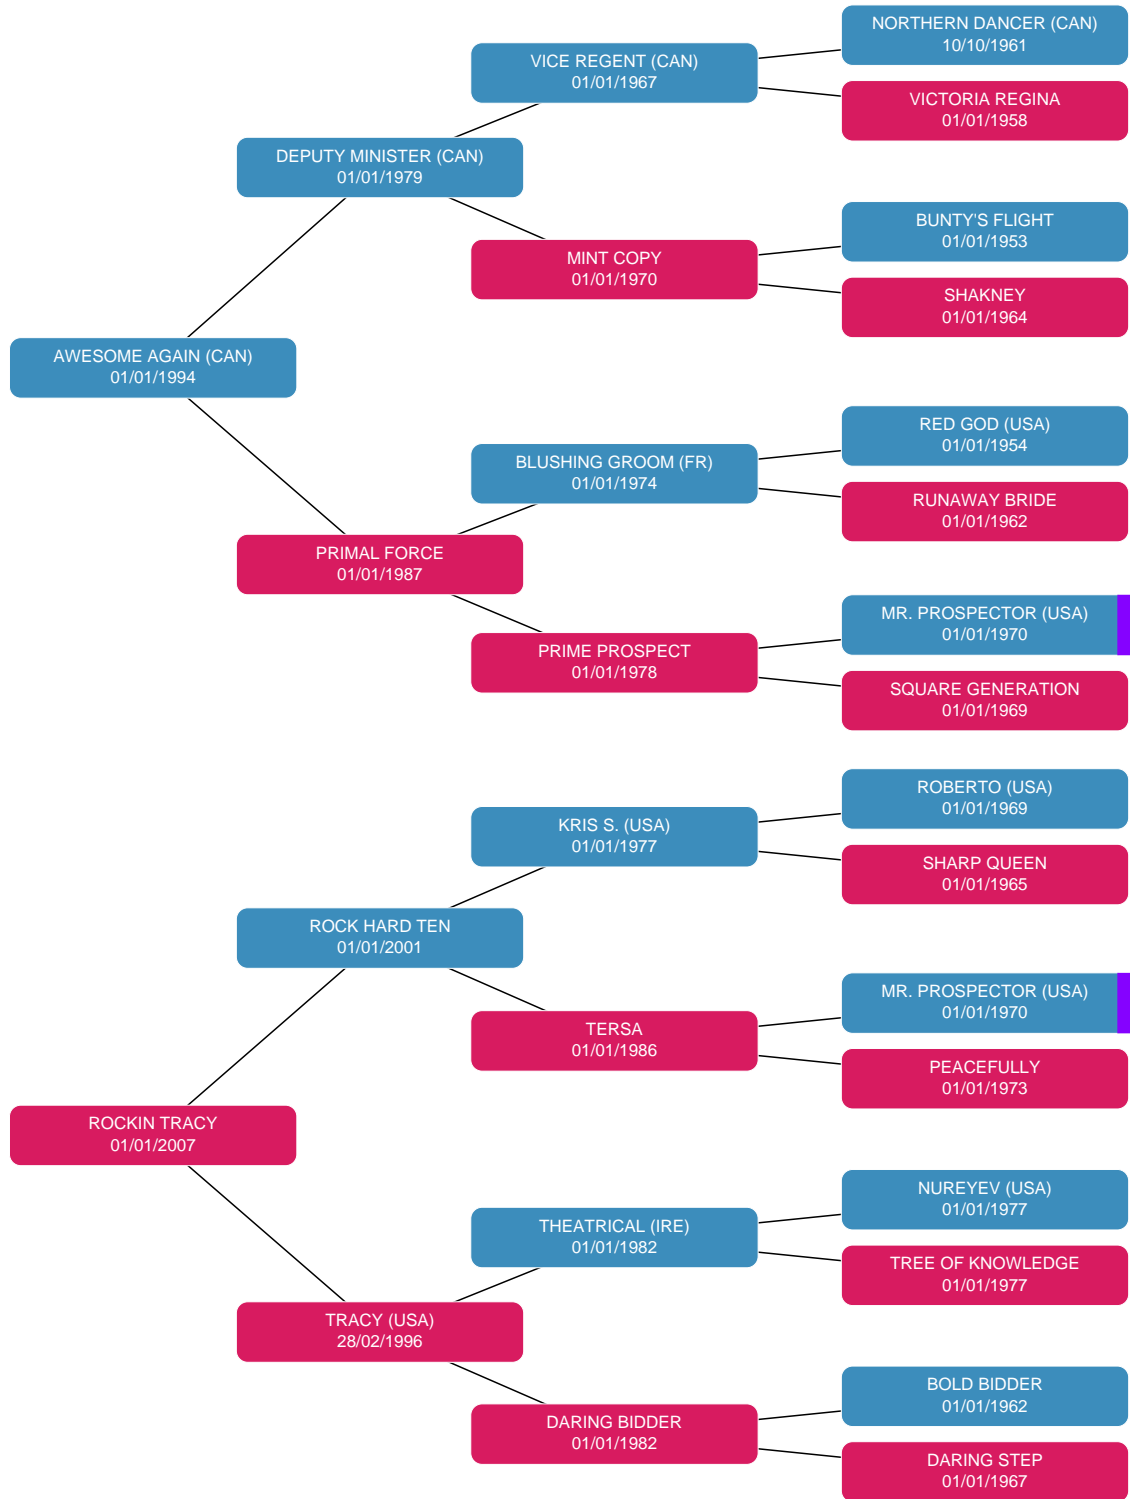 NORTHERN DANCER (CAN)
10/10/1961
VICE REGENT (CAN)
01/01/1967
VICTORIA REGINA
01/01/1958
DEPUTY MINISTER (CAN)
01/01/1979
BUNTY'S FLIGHT
01/01/1953
MINT COPY
01/01/1970
SHAKNEY
01/01/1964
AWESOME AGAIN (CAN)
01/01/1994
RED GOD (USA)
01/01/1954
BLUSHING GROOM (FR)
01/01/1974
RUNAWAY BRIDE
01/01/1962
PRIMAL FORCE
01/01/1987
MR. PROSPECTOR (USA)
01/01/1970
PRIME PROSPECT
01/01/1978
SQUARE GENERATION
01/01/1969
ROBERTO (USA)
01/01/1969
KRIS S. (USA)
01/01/1977
SHARP QUEEN
01/01/1965
ROCK HARD TEN
01/01/2001
MR. PROSPECTOR (USA)
01/01/1970
TERSA
01/01/1986
PEACEFULLY
01/01/1973
ROCKIN TRACY
01/01/2007
NUREYEV (USA)
01/01/1977
THEATRICAL (IRE)
01/01/1982
TREE OF KNOWLEDGE
01/01/1977
TRACY (USA)
28/02/1996
BOLD BIDDER
01/01/1962
DARING BIDDER
01/01/1982
DARING STEP
01/01/1967